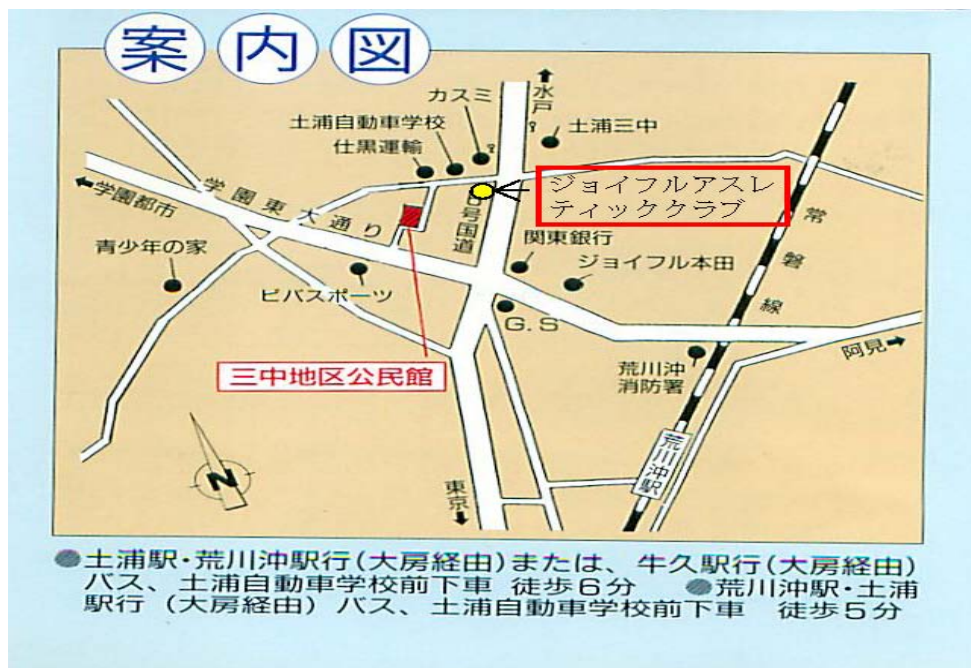 案内図
カスミ
水戸
土浦自動車学校
土浦三中
仕黒運輸
ジョイフルアスレ
ティッククラブ
学園都市
学園東大通り
号国道
常磐線
青少年の家
関東銀行
ジョイフル本田
ビバスポーツ
G.S
三中地区公民館
荒川沖
消防署
阿見
荒川沖駅
N
東京
土浦駅・荒川沖駅行(大房経由)または、牛久駅行(大房経由)
バス、土浦自動車学校前下車 徒歩6分 荒川沖駅・土浦
駅行(大房経由)バス、土浦自動車学校前下車 徒歩5分